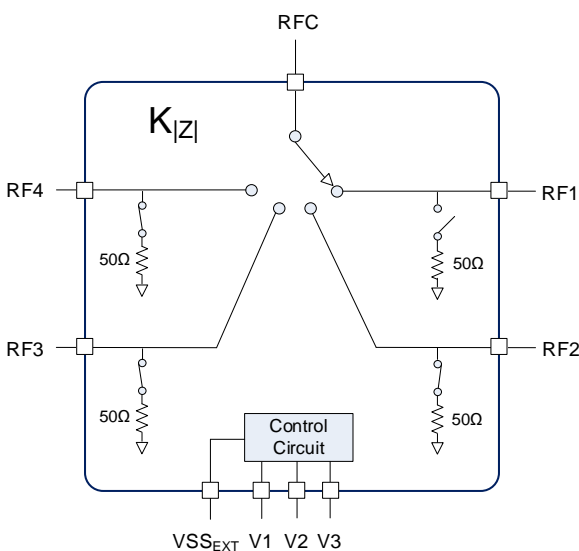 RFC
K|Z|
RF4
RF1
50Ω
50Ω
RF3
RF2
50Ω
50Ω
Control
Circuit
VSSEXT V1 V2 V3